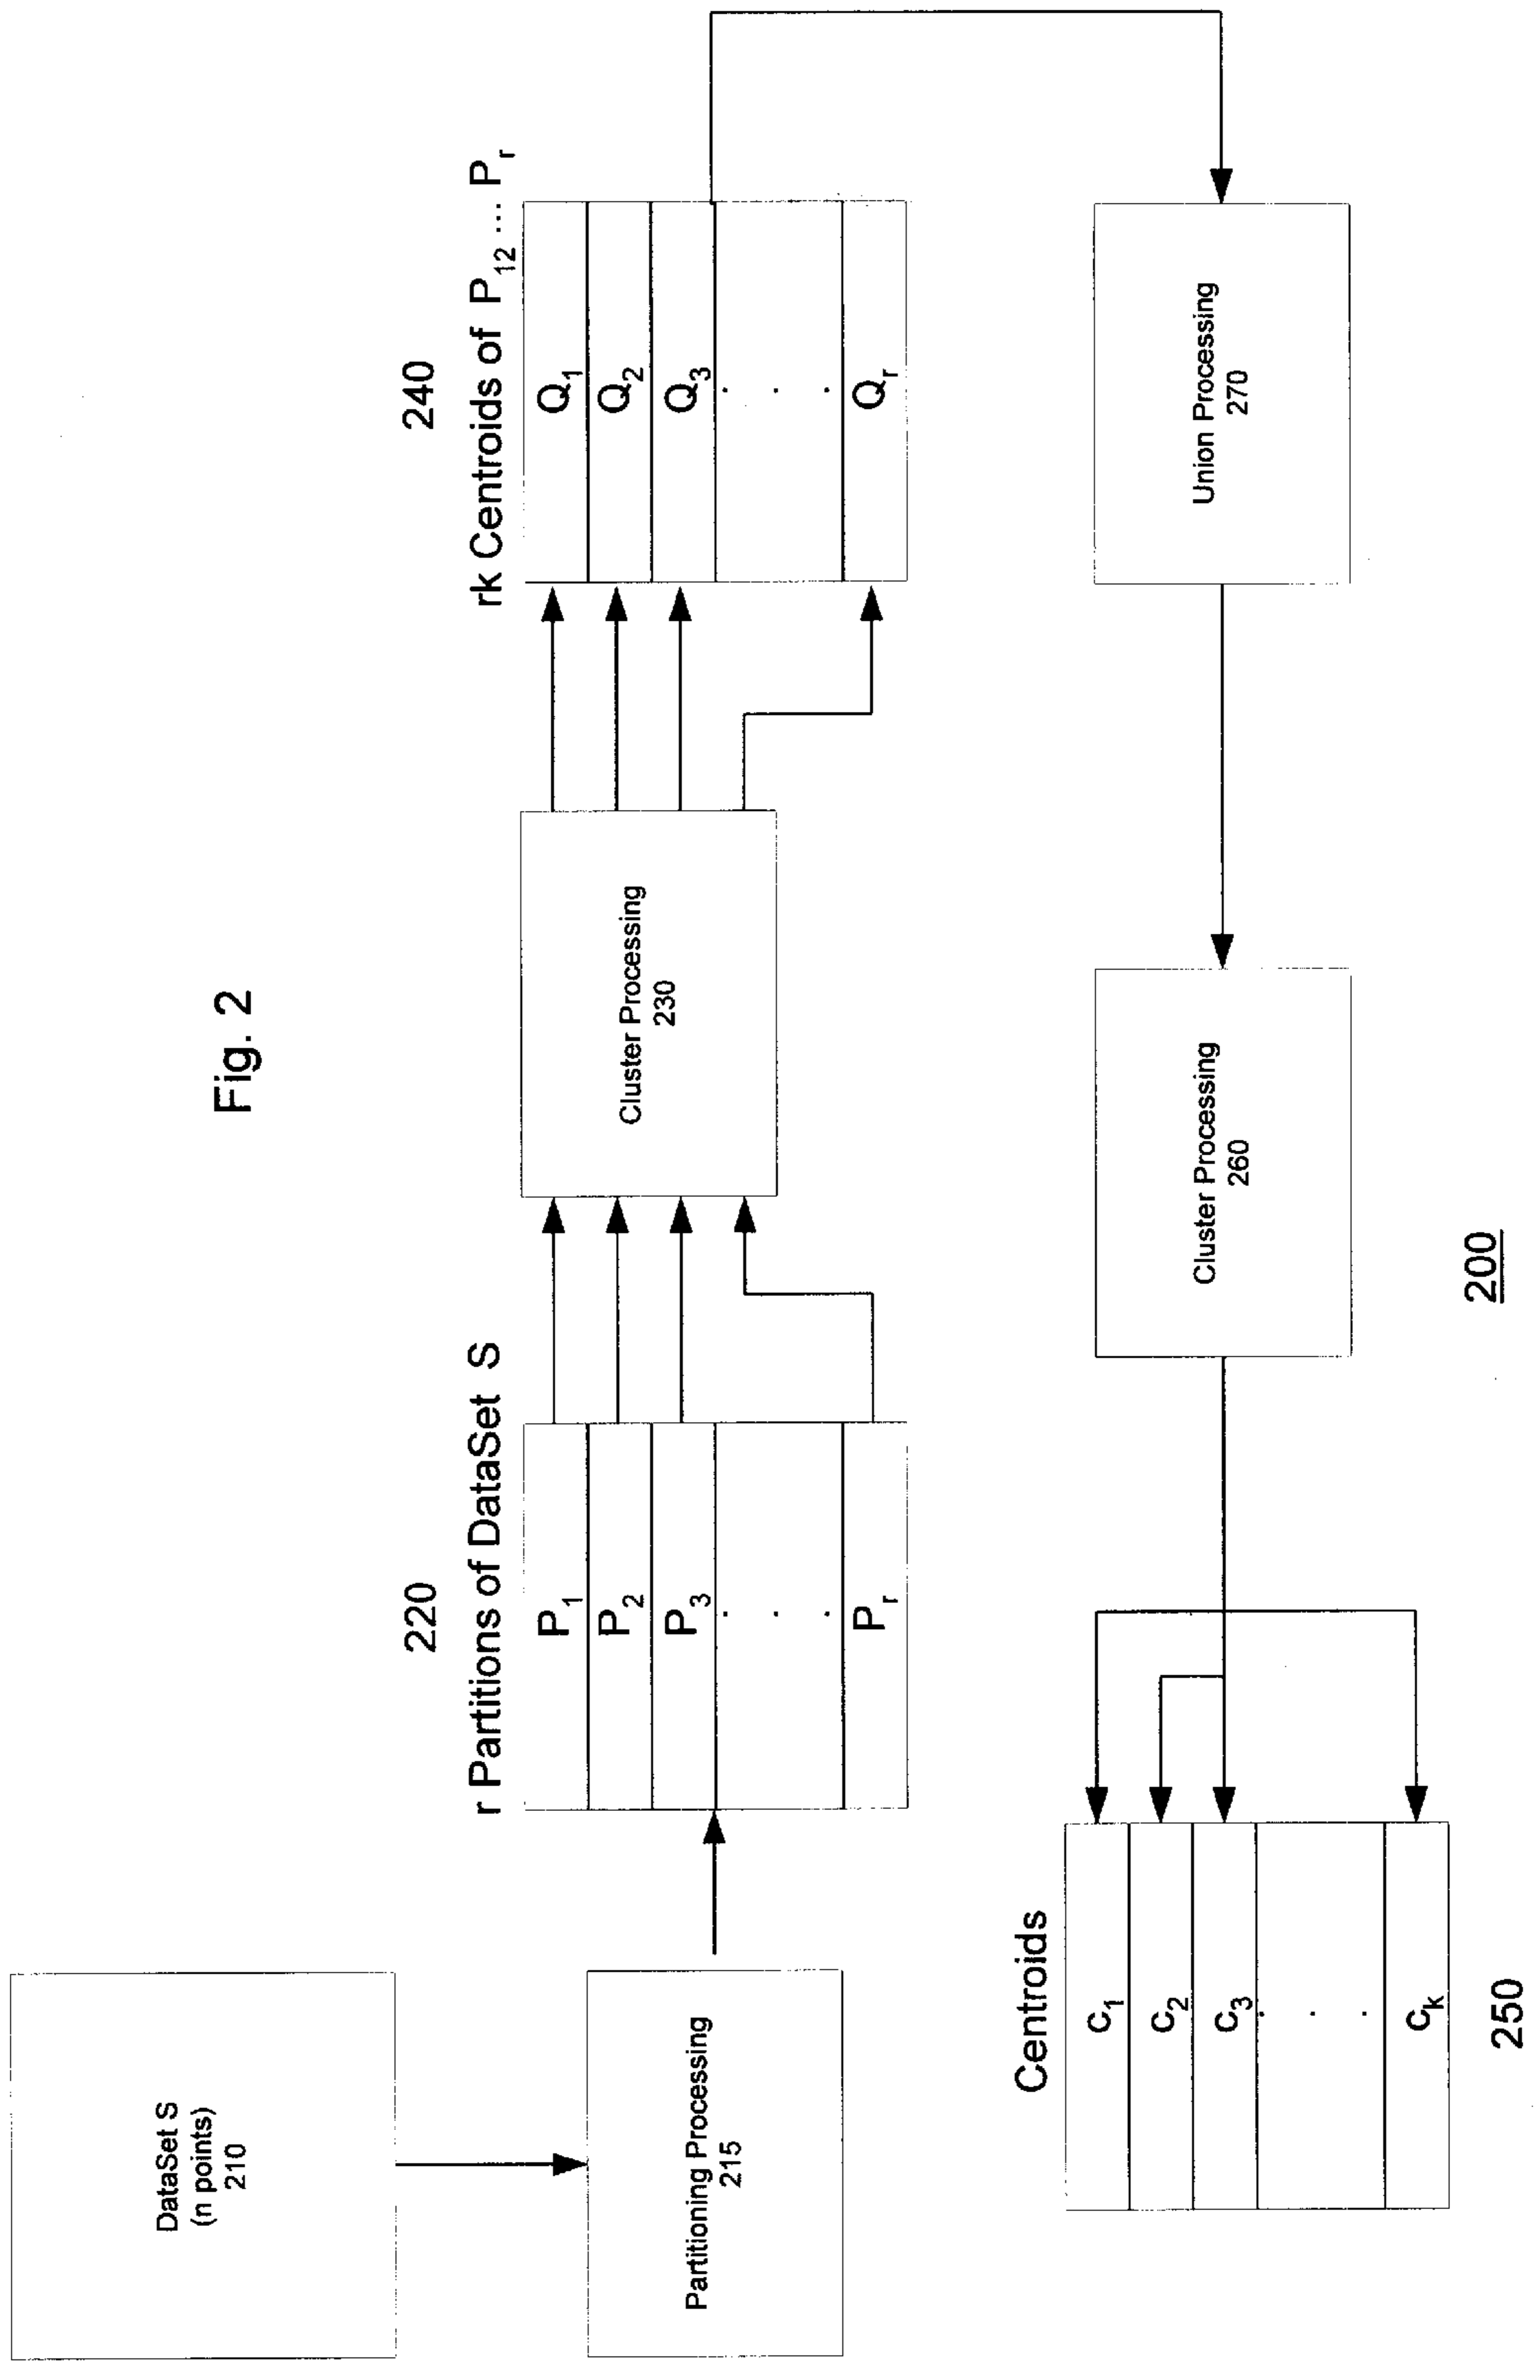 Fig. 2
DataSet S
(n points)
210
Partitioning Processing
215
220
r Partitions of DataSet S
P1
P2
P3
. . .
Pr
Cluster Processing
230
240
rk Centroids of P12 ... Pr
Q1
Q2
Q3
. . .
Qr
Centroids
c1
c2
c3
. . .
ck
250
Cluster Processing
260
Union Processing
270
200